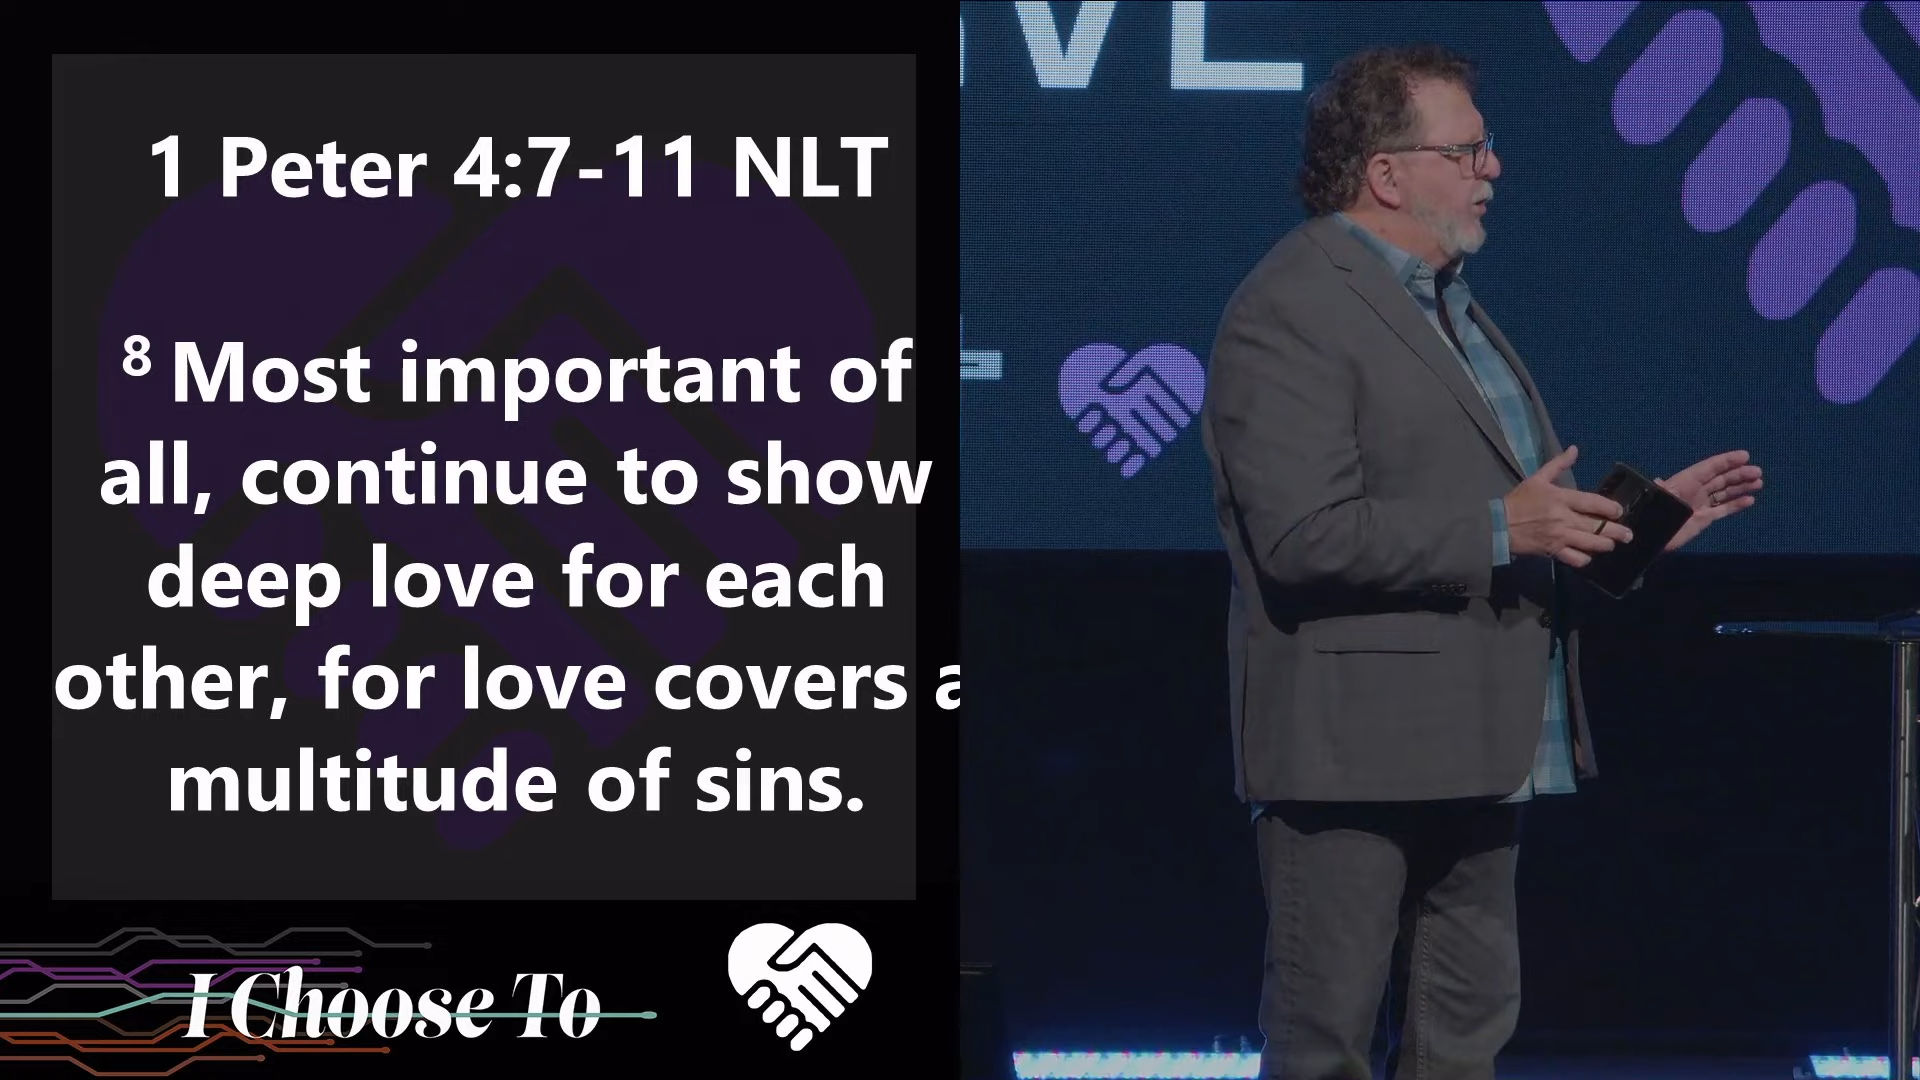 1 Peter 4:7-11 NLT
8 Most important of
all, continue to show
deep love for each
other, for love covers a
multitude of sins.
I Choose To